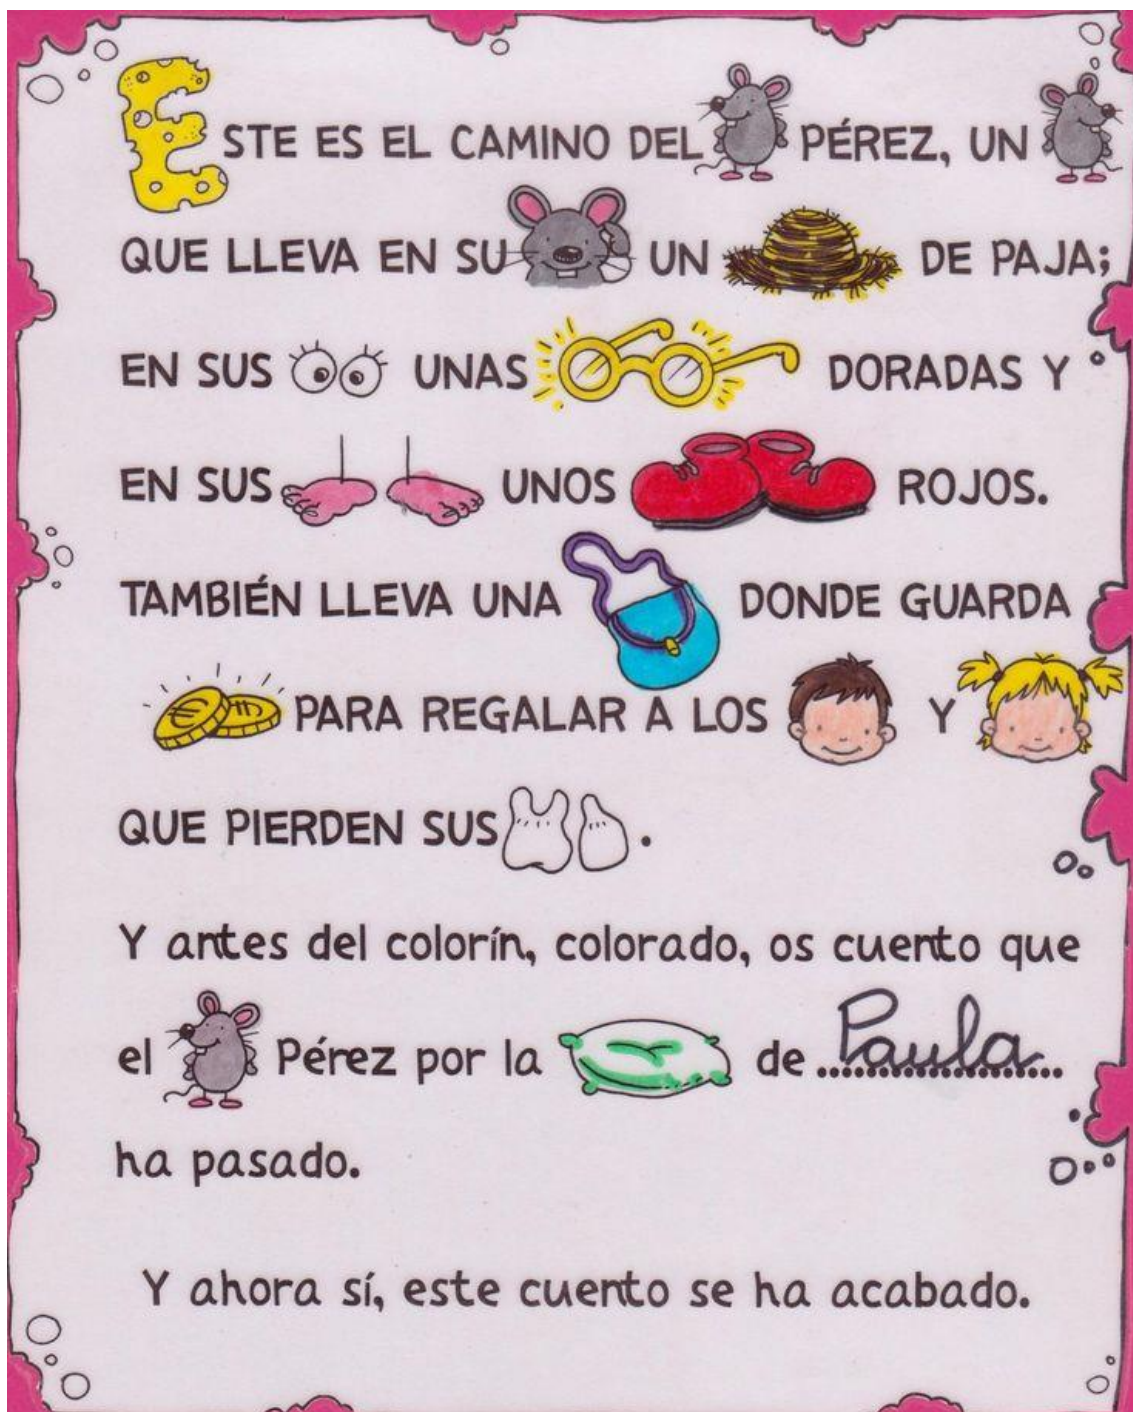 ESTE ES EL CAMINO DEL PÉREZ, UN
QUE LLEVA EN SU UN DE PAJA;
EN SUS UNAS DORADAS Y
EN SUS UNOS ROJOS.
TAMBIÉN LLEVA UNA DONDE GUARDA
PARA REGALAR A LOS Y
QUE PIERDEN SUS .
Y antes del colorín, colorado, os cuento que
el Pérez por la de Paula
ha pasado.
Y ahora sí, este cuento se ha acabado.